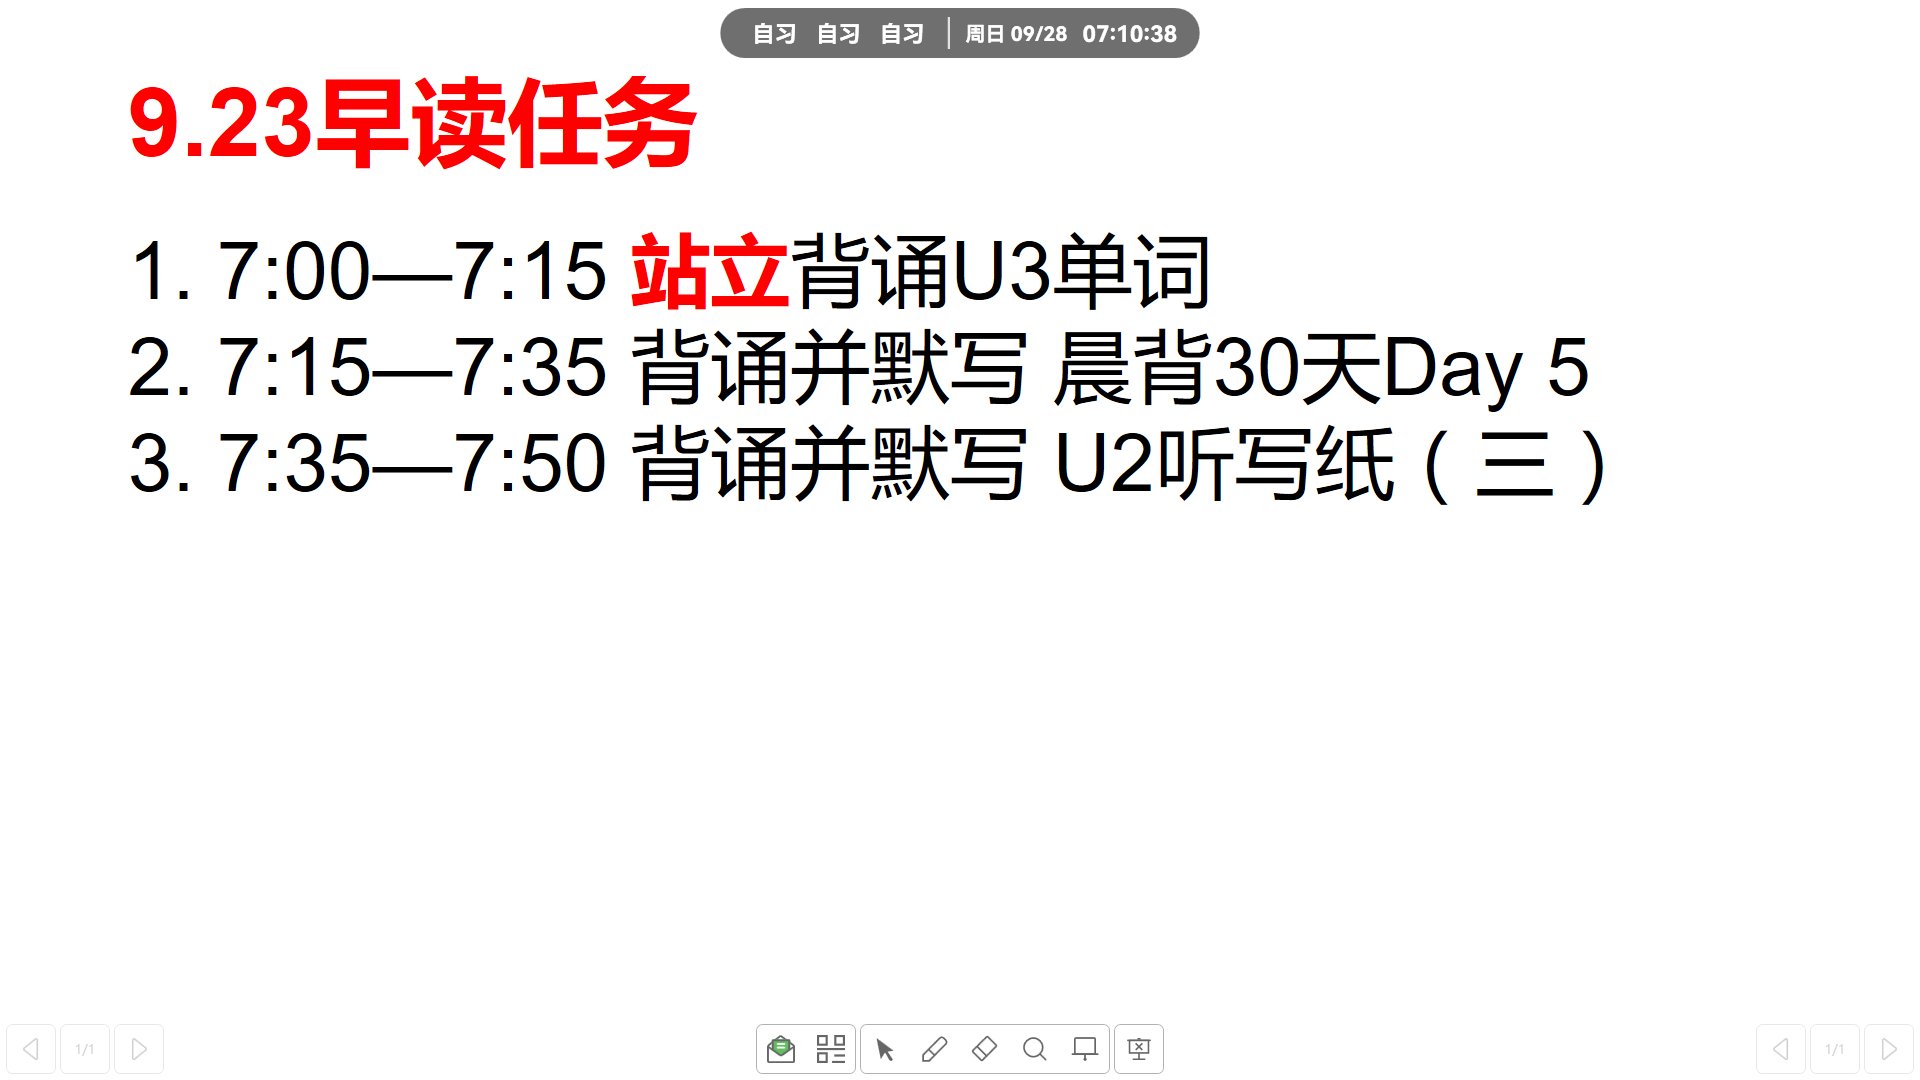 自习 自习 自习 周日 09/28 07:10:38
9.23早读任务
1. 7:00—7:15 站立背诵U3单词
2. 7:15—7:35 背诵并默写 晨背30天Day 5
3. 7:35—7:50 背诵并默写 U2听写纸（三）
1/1 1/1